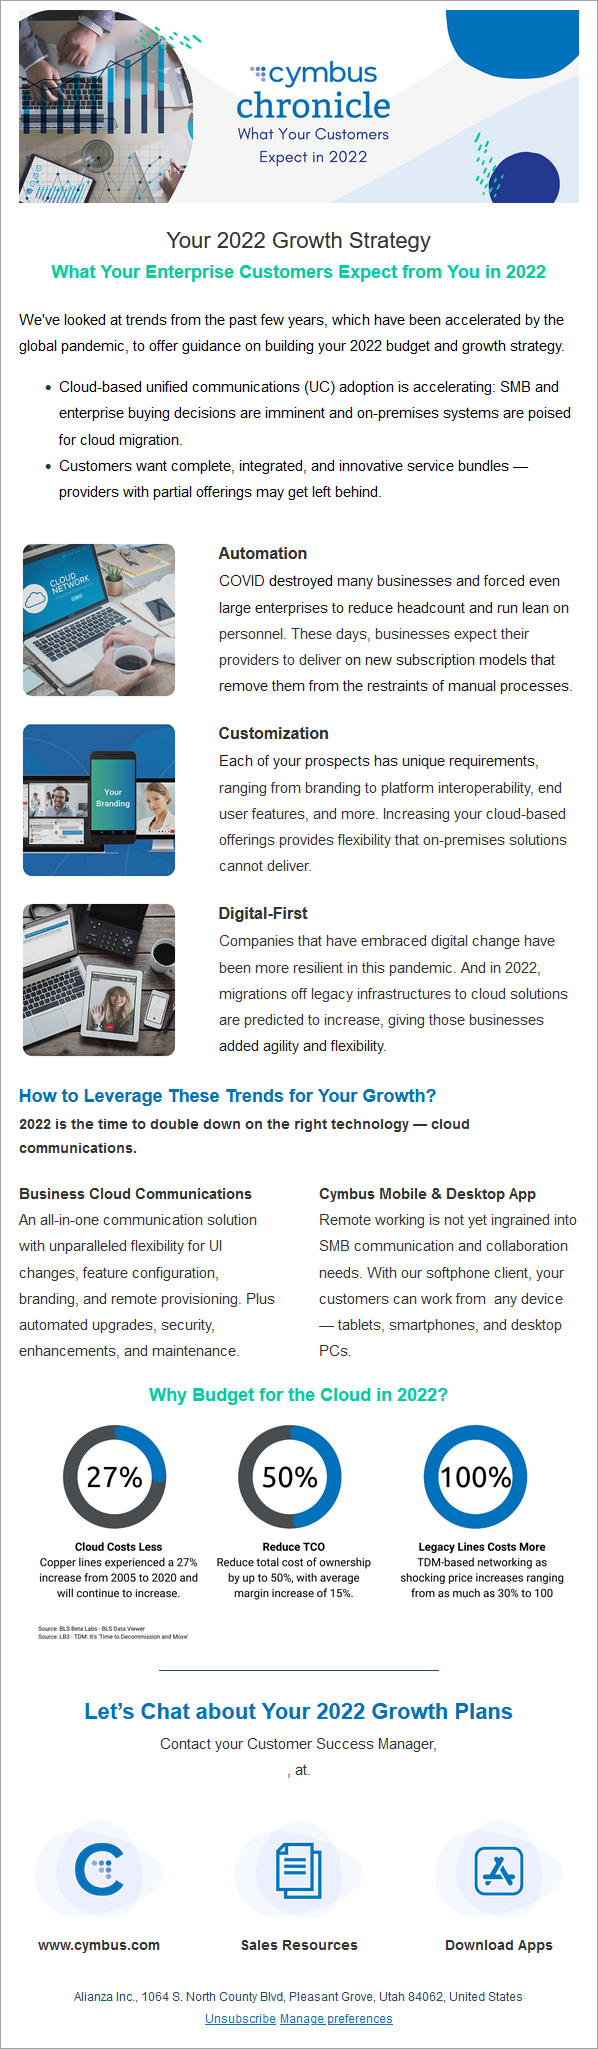 cymbus
chronicle
What Your Customers
Expect in 2022
Your 2022 Growth Strategy
What Your Enterprise Customers Expect from You in 2022
We've looked at trends from the past few years, which have been accelerated by the
global pandemic, to offer guidance on building your 2022 budget and growth strategy.
• Cloud-based unified communications (UC) adoption is accelerating: SMB and
enterprise buying decisions are imminent and on-premises systems are poised
for cloud migration.
• Customers want complete, integrated, and innovative service bundles —
providers with partial offerings may get left behind.
CLOUD
NETWORK
Automation
COVID destroyed many businesses and forced even
large enterprises to reduce headcount and run lean on
personnel. These days, businesses expect their
providers to deliver on new subscription models that
remove them from the restraints of manual processes.
Your
Branding
Customization
Each of your prospects has unique requirements,
ranging from branding to platform interoperability, end
user features, and more. Increasing your cloud-based
offerings provides flexibility that on-premises solutions
cannot deliver.
Digital-First
Companies that have embraced digital change have
been more resilient in this pandemic. And in 2022,
migrations off legacy infrastructures to cloud solutions
are predicted to increase, giving those businesses
added agility and flexibility.
How to Leverage These Trends for Your Growth?
2022 is the time to double down on the right technology — cloud
communications.
Business Cloud Communications
An all-in-one communication solution
with unparalleled flexibility for UI
changes, feature configuration,
branding, and remote provisioning. Plus
automated upgrades, security,
enhancements, and maintenance.
Cymbus Mobile & Desktop App
Remote working is not yet ingrained into
SMB communication and collaboration
needs. With our softphone client, your
customers can work from  any device
— tablets, smartphones, and desktop
PCs.
Why Budget for the Cloud in 2022?
27%
Cloud Costs Less
Copper lines experienced a 27%
increase from 2005 to 2020 and
will continue to increase.
50%
Reduce TCO
Reduce total cost of ownership
by up to 50%, with average
margin increase of 15%.
100%
Legacy Lines Costs More
TDM-based networking as
shocking price increases ranging
from as much as 30% to 100
Source: BLS Beta Labs - BLS Data Viewer
Source: LB3 - TDM: It's 'Time to Decommission and Move'
Let's Chat about Your 2022 Growth Plans
Contact your Customer Success Manager,
, at.
www.cymbus.com
Sales Resources
Download Apps
Alianza Inc., 1064 S. North County Blvd, Pleasant Grove, Utah 84062, United States
Unsubscribe Manage preferences